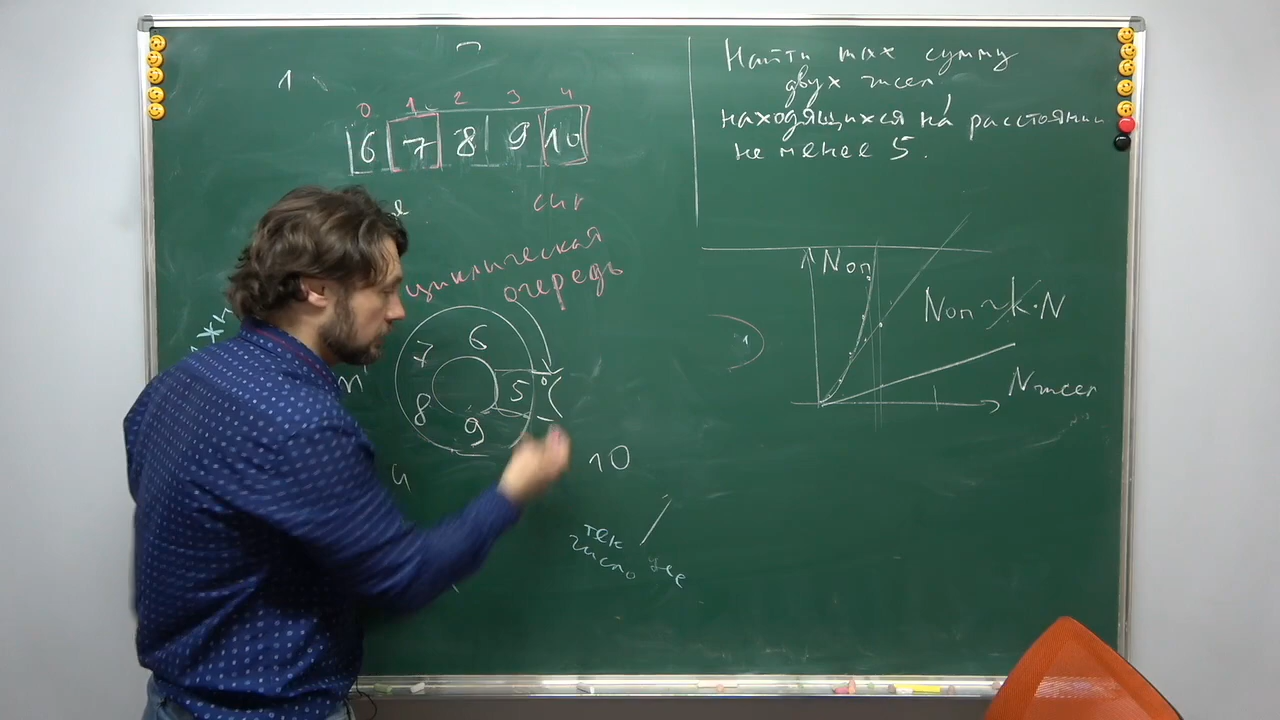 1
0 1 2 3 4
6 7 8 9 10
циклическая
очередь
6
7
5
8
9
10
тек
число
Найти max сумму
двух чисел,
находящихся на расстоянии
не менее 5.
Nоп
Nоп ~ k·N
Nчисел